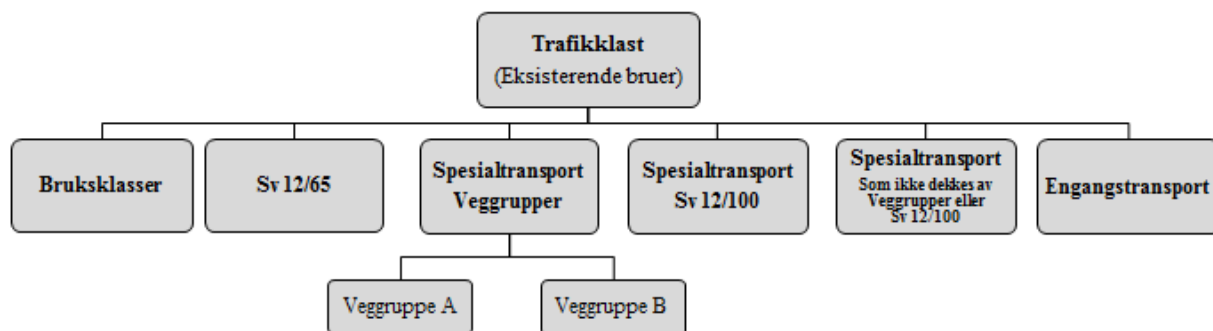 Trafikklast
(Eksisterende bruer)
Bruksklasser
Sv 12/65
Spesialtransport
Veggrupper
Spesialtransport
Sv 12/100
Spesialtransport
Som ikke dekkes av
Veggrupper eller
Sv 12/100
Engangstransport
Veggruppe A
Veggruppe B